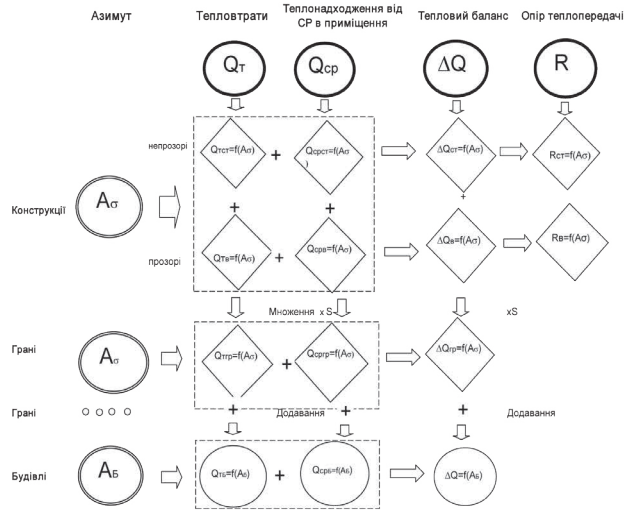 Азимут
Тепловтрати
Теплонадходження від
СР в приміщення
Тепловий баланс
Опір теплопередачі
Qт
Qср
ΔQ
R
непрозорі
Qтст=f(Aσ)
+
Qсрст=f(Aσ
)
ΔQст=f(Aσ)
Rст=f(Aσ)
Конструкції
Aσ
+
+
+
прозорі
Qтв=f(Aσ)
+
Qсрв=f(Aσ)
ΔQв=f(Aσ)
Rв=f(Aσ)
Множення x S
xS
Грані
Aσ
Qтгр=f(Aσ)
+
Qсргр=f(Aσ)
ΔQгр=f(Aσ)
Грані
+
Додавання
+
+
Додавання
Будівлі
AБ
QтБ=f(AБ)
+
QсрБ=f(AБ)
ΔQ=f(AБ)